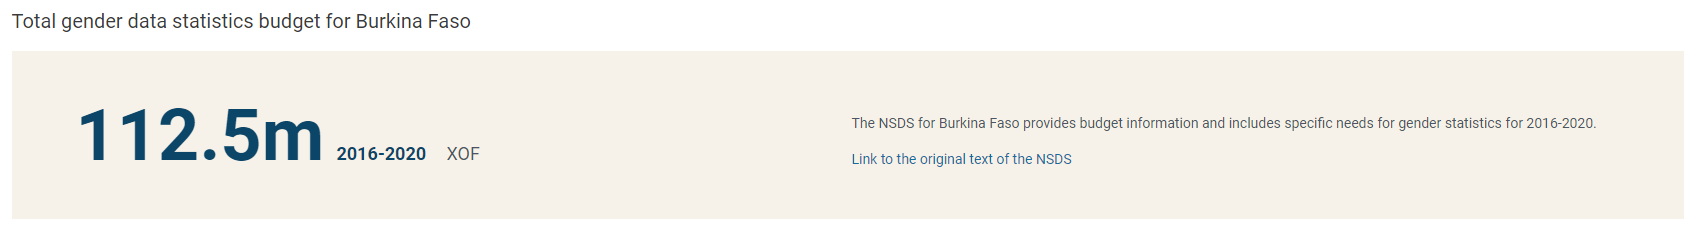 Total gender data statistics budget for Burkina Faso
112.5m 2016-2020 XOF
The NSDS for Burkina Faso provides budget information and includes specific needs for gender statistics for 2016-2020.
Link to the original text of the NSDS